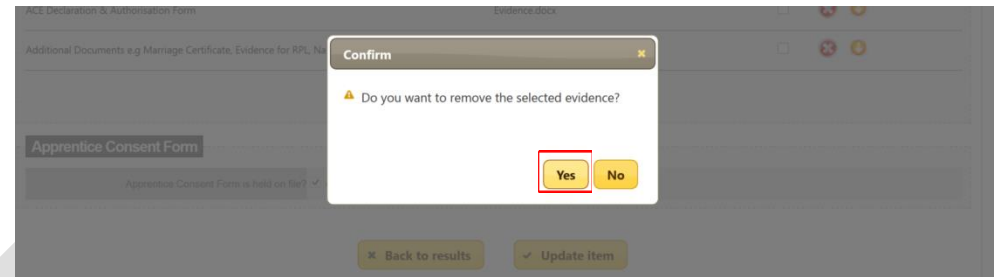 ACE Declaration & Authorisation Form Evidence.docx
Additional Documents e.g Marriage Certificate, Evidence for RPL, Na
Confirm
Do you want to remove the selected evidence?
Yes No
Apprentice Consent Form
Apprentice Consent Form is held on file?
Back to results Update item